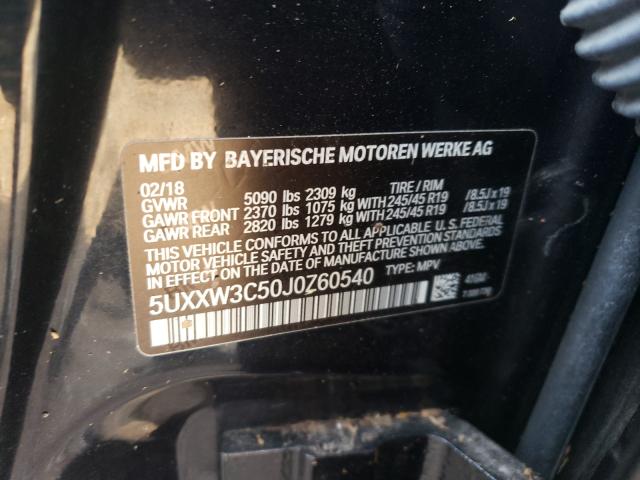 MFD BY BAYERISCHE MOTOREN WERKE AG
02/18 TIRE / RIM
GVWR 5090 lbs 2309 kg
GAWR FRONT 2370 lbs 1075 kg WITH 245/45 R19 / 8.5J x 19
GAWR REAR 2820 lbs 1279 kg WITH 245/45 R19 / 8.5J x 19
THIS VEHICLE CONFORMS TO ALL APPLICABLE U.S. FEDERAL
MOTOR VEHICLE SAFETY AND THEFT PREVENTION STANDARDS
IN EFFECT ON THE DATE OF MANUFACTURE SHOWN ABOVE.
5UXXW3C50J0Z60540 TYPE: MPV